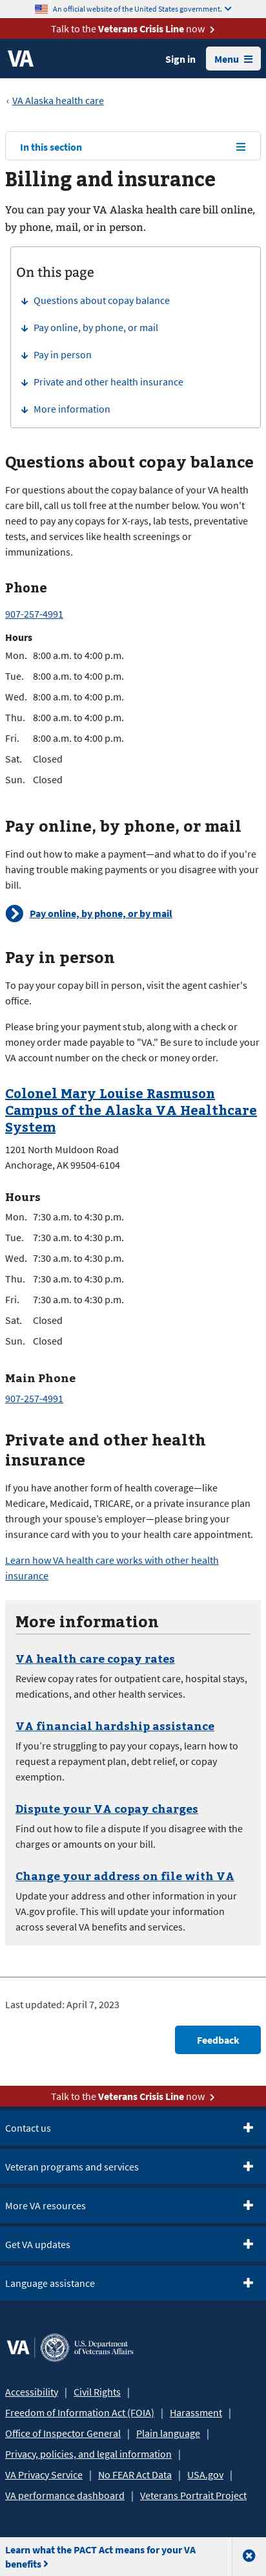 An official website of the United States government.
Talk to the Veterans Crisis Line now
VA
Sign in
Menu
‹ VA Alaska health care
In this section
Billing and insurance
You can pay your VA Alaska health care bill online,
by phone, mail, or in person.
On this page
Questions about copay balance
Pay online, by phone, or mail
Pay in person
Private and other health insurance
More information
Questions about copay balance
For questions about the copay balance of your VA health
care bill, call us toll free at the number below. You won't
need to pay any copays for X-rays, lab tests, preventative
tests, and services like health screenings or
immunizations.
Phone
907-257-4991
Hours
Mon. 8:00 a.m. to 4:00 p.m.
Tue. 8:00 a.m. to 4:00 p.m.
Wed. 8:00 a.m. to 4:00 p.m.
Thu. 8:00 a.m. to 4:00 p.m.
Fri. 8:00 a.m. to 4:00 p.m.
Sat. Closed
Sun. Closed
Pay online, by phone, or mail
Find out how to make a payment—and what to do if you're
having trouble making payments or you disagree with your
bill.
Pay online, by phone, or by mail
Pay in person
To pay your copay bill in person, visit the agent cashier's
office.
Please bring your payment stub, along with a check or
money order made payable to "VA." Be sure to include your
VA account number on the check or money order.
Colonel Mary Louise Rasmuson
Campus of the Alaska VA Healthcare
System
1201 North Muldoon Road
Anchorage, AK 99504-6104
Hours
Mon. 7:30 a.m. to 4:30 p.m.
Tue. 7:30 a.m. to 4:30 p.m.
Wed. 7:30 a.m. to 4:30 p.m.
Thu. 7:30 a.m. to 4:30 p.m.
Fri. 7:30 a.m. to 4:30 p.m.
Sat. Closed
Sun. Closed
Main Phone
907-257-4991
Private and other health
insurance
If you have another form of health coverage—like
Medicare, Medicaid, TRICARE, or a private insurance plan
through your spouse's employer—please bring your
insurance card with you to your health care appointment.
Learn how VA health care works with other health
insurance
More information
VA health care copay rates
Review copay rates for outpatient care, hospital stays,
medications, and other health services.
VA financial hardship assistance
If you're struggling to pay your copays, learn how to
request a repayment plan, debt relief, or copay
exemption.
Dispute your VA copay charges
Find out how to file a dispute If you disagree with the
charges or amounts on your bill.
Change your address on file with VA
Update your address and other information in your
VA.gov profile. This will update your information
across several VA benefits and services.
Last updated: April 7, 2023
Feedback
Talk to the Veterans Crisis Line now
Contact us
Veteran programs and services
More VA resources
Get VA updates
Language assistance
VA | U.S. Department
of Veterans Affairs
Accessibility | Civil Rights |
Freedom of Information Act (FOIA) | Harassment |
Office of Inspector General | Plain language |
Privacy, policies, and legal information |
VA Privacy Service | No FEAR Act Data | USA.gov |
VA performance dashboard | Veterans Portrait Project
Learn what the PACT Act means for your VA
benefits